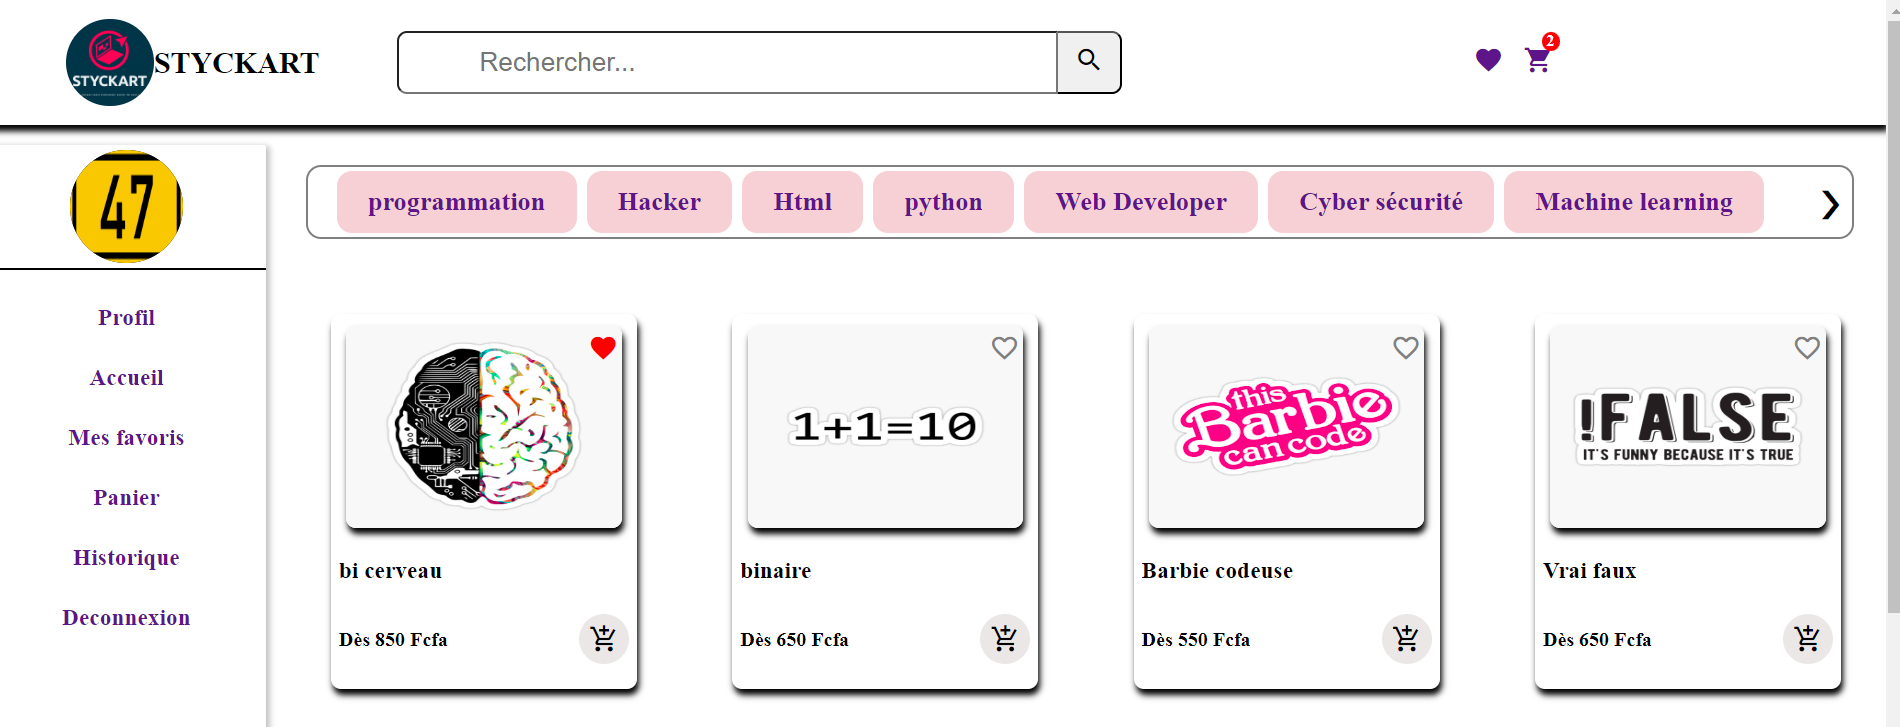 STYCKART
STYCKART
Rechercher...
2
47
programmation
Hacker
Html
python
Web Developer
Cyber sécurité
Machine learning
Profil
Accueil
Mes favoris
Panier
Historique
Deconnexion
1+1=10
this
Barbie
can code
!FALSE
IT'S FUNNY BECAUSE IT'S TRUE
bi cerveau
binaire
Barbie codeuse
Vrai faux
Dès 850 Fcfa
Dès 650 Fcfa
Dès 550 Fcfa
Dès 650 Fcfa